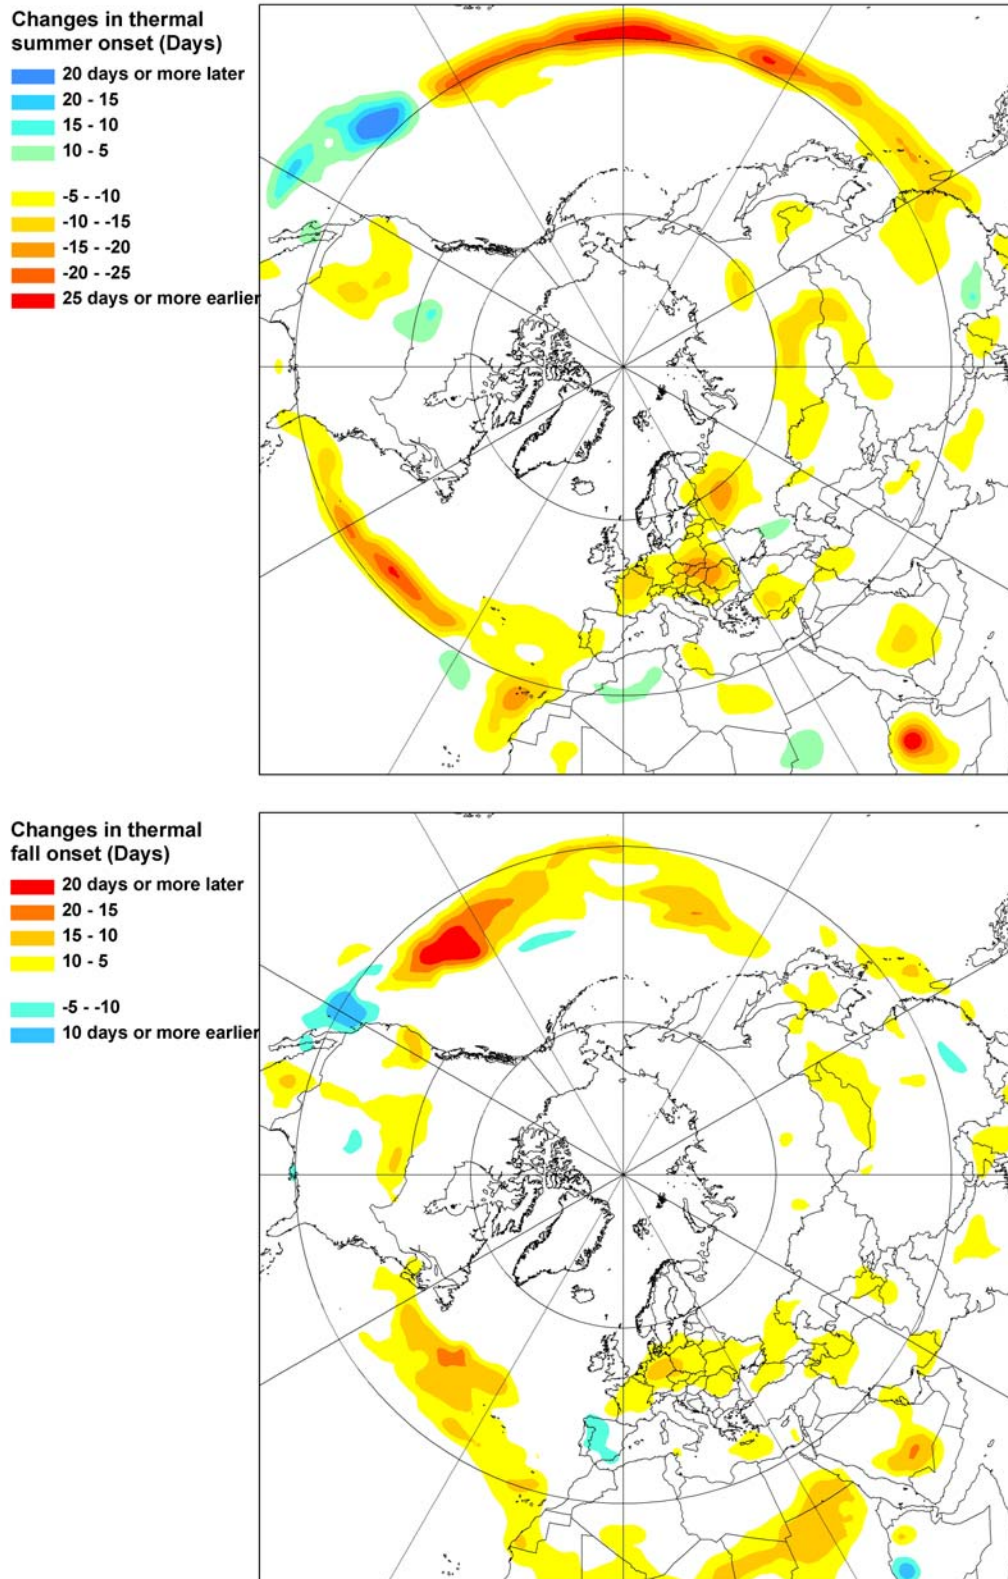 Changes in thermal
summer onset (Days)
20 days or more later
20 - 15
15 - 10
10 - 5
-5 - -10
-10 - -15
-15 - -20
-20 - -25
25 days or more earlier
Changes in thermal
fall onset (Days)
20 days or more later
20 - 15
15 - 10
10 - 5
-5 - -10
10 days or more earlier